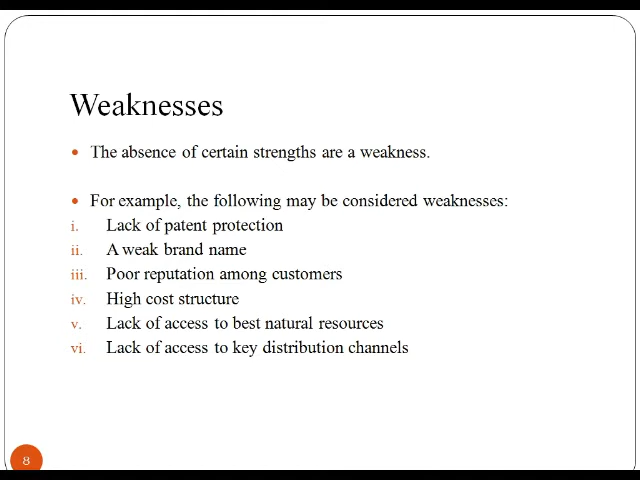 Weaknesses
• The absence of certain strengths are a weakness.
• For example, the following may be considered weaknesses:
i. Lack of patent protection
ii. A weak brand name
iii. Poor reputation among customers
iv. High cost structure
v. Lack of access to best natural resources
vi. Lack of access to key distribution channels
8